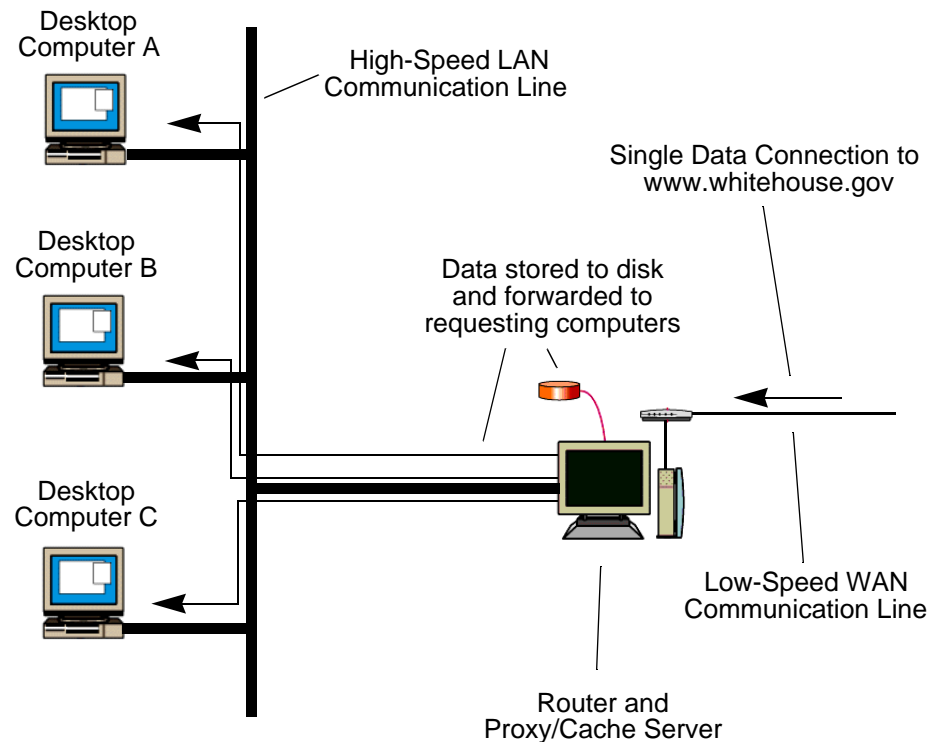 Desktop
Computer A
High-Speed LAN
Communication Line
Single Data Connection to
www.whitehouse.gov
Desktop
Computer B
Data stored to disk
and forwarded to
requesting computers
Desktop
Computer C
Low-Speed WAN
Communication Line
Router and
Proxy/Cache Server